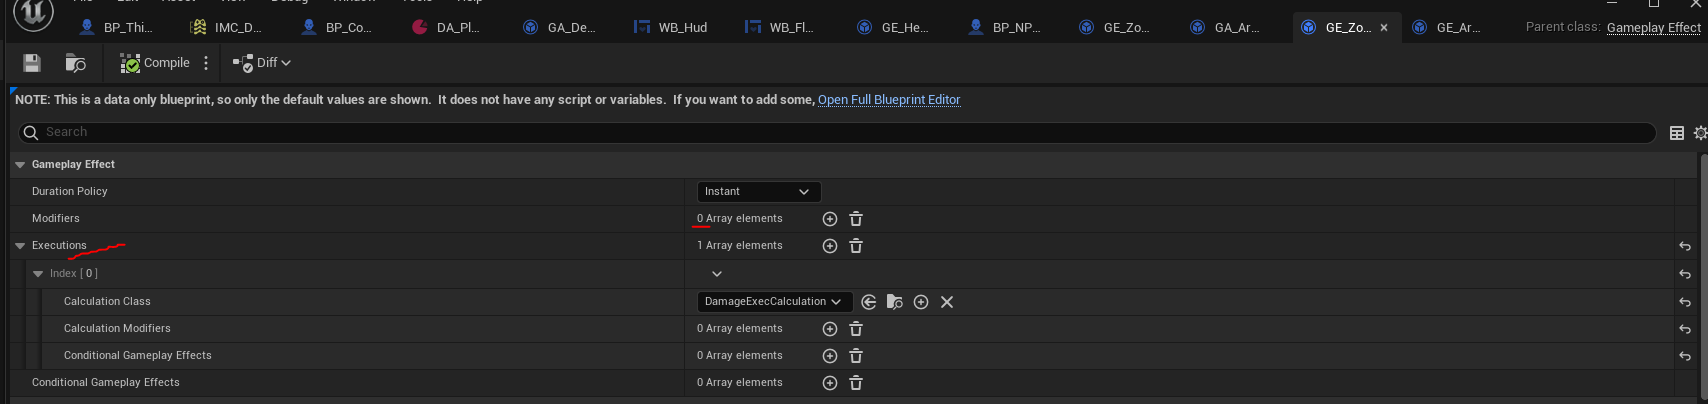 BP_Thi... IMC_D... BP_Co... DA_Pl... GA_De... WB_Hud WB_Fl... GE_He... BP_NP... GE_Zo... GA_Ar... GE_Zo... GE_Ar... Parent class: Gameplay Effect
Compile Diff
NOTE: This is a data only blueprint, so only the default values are shown. It does not have any script or variables. If you want to add some, Open Full Blueprint Editor
Search
Gameplay Effect
Duration Policy Instant
Modifiers 0 Array elements
Executions 1 Array elements
Index [ 0 ]
Calculation Class DamageExecCalculation
Calculation Modifiers 0 Array elements
Conditional Gameplay Effects 0 Array elements
Conditional Gameplay Effects 0 Array elements